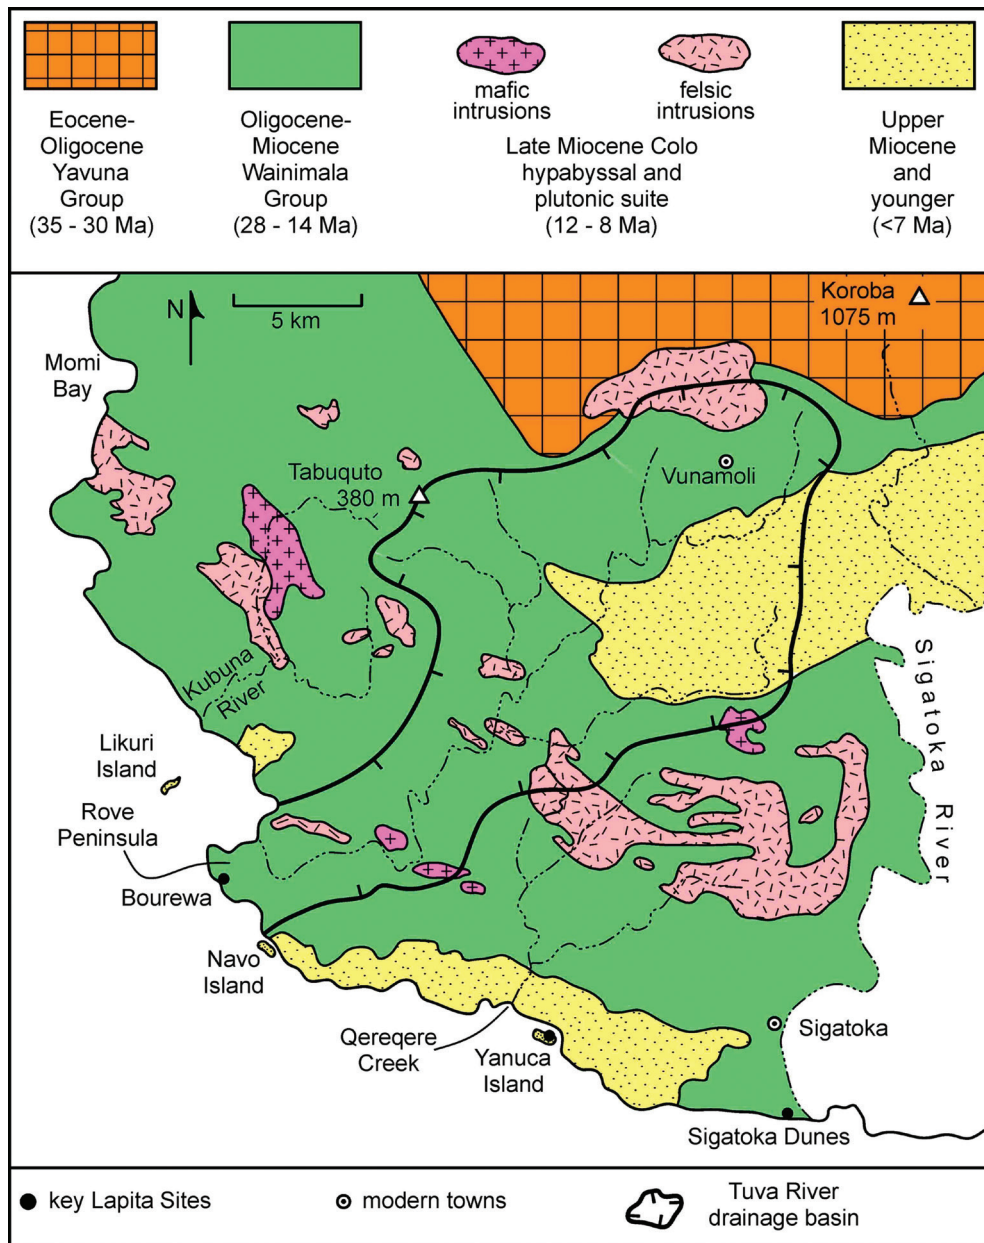 Eocene-
Oligocene
Yavuna
Group
(35 - 30 Ma)
Oligocene-
Miocene
Wainimala
Group
(28 - 14 Ma)
mafic
intrusions
felsic
intrusions
Late Miocene Colo
hypabyssal and
plutonic suite
(12 - 8 Ma)
Upper
Miocene
and
younger
(<7 Ma)
N
5 km
Koroba
1075 m
Momi
Bay
Tabuquto
380 m
Vunamoli
Kubuna
River
Sigatoka River
Likuri
Island
Rove
Peninsula
Bourewa
Navo
Island
Qereqere
Creek
Yanuca
Island
Sigatoka
Sigatoka Dunes
key Lapita Sites
modern towns
Tuva River
drainage basin